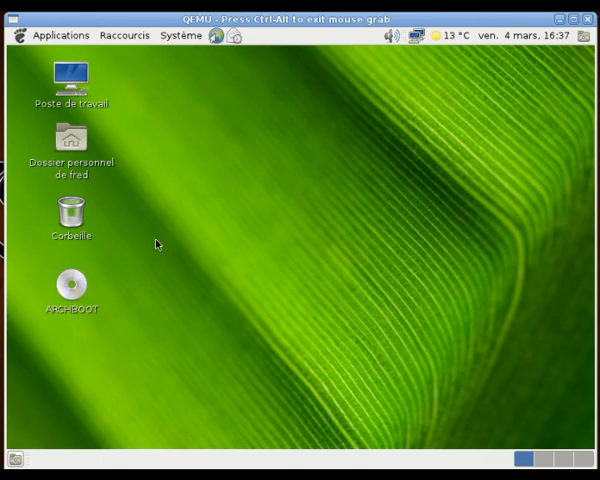 QEMU - Press Ctrl-Alt to exit mouse grab
Applications Raccourcis Système 13 °C ven. 4 mars, 16:37
Poste de travail
Dossier personnel
de fred
Corbeille
ARCHBOOT